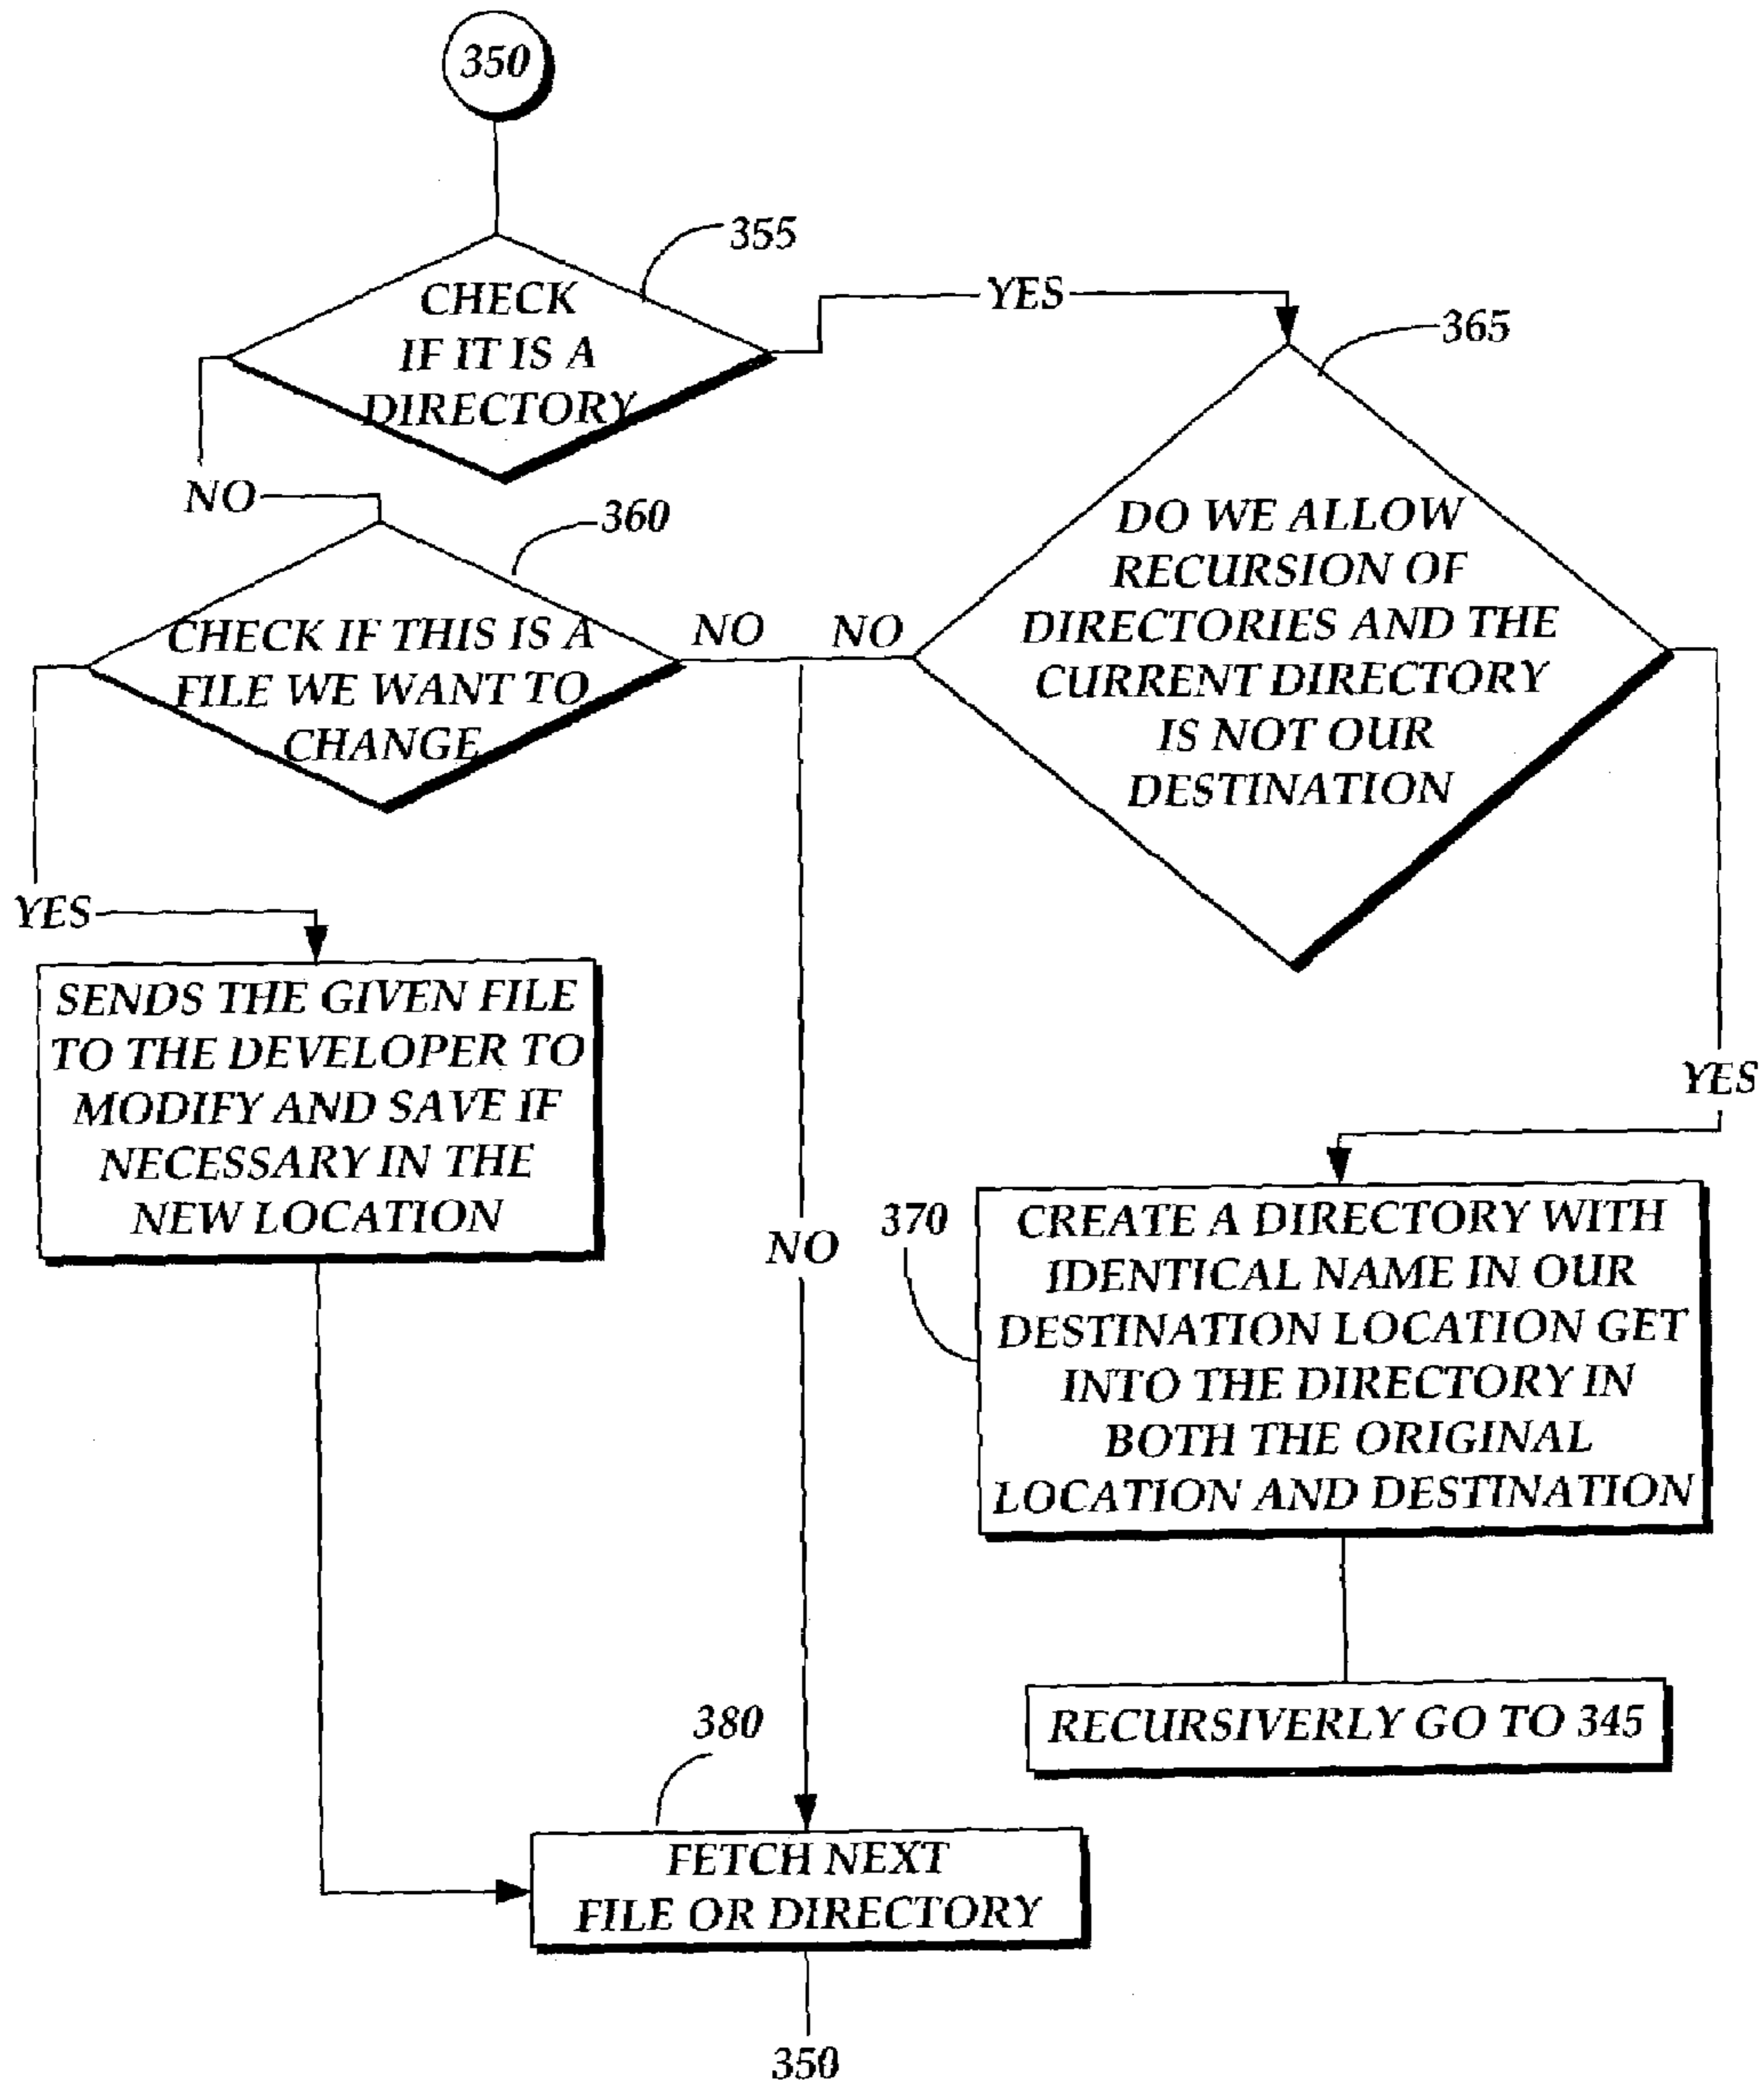 350
355
CHECK
IF IT IS A
DIRECTORY
YES
365
NO
360
CHECK IF THIS IS A
FILE WE WANT TO
CHANGE
NO
NO
DO WE ALLOW
RECURSION OF
DIRECTORIES AND THE
CURRENT DIRECTORY
IS NOT OUR
DESTINATION
YES
SENDS THE GIVEN FILE
TO THE DEVELOPER TO
MODIFY AND SAVE IF
NECESSARY IN THE
NEW LOCATION
YES
NO
370
CREATE A DIRECTORY WITH
IDENTICAL NAME IN OUR
DESTINATION LOCATION GET
INTO THE DIRECTORY IN
BOTH THE ORIGINAL
LOCATION AND DESTINATION
RECURSIVERLY GO TO 345
380
FETCH NEXT
FILE OR DIRECTORY
350